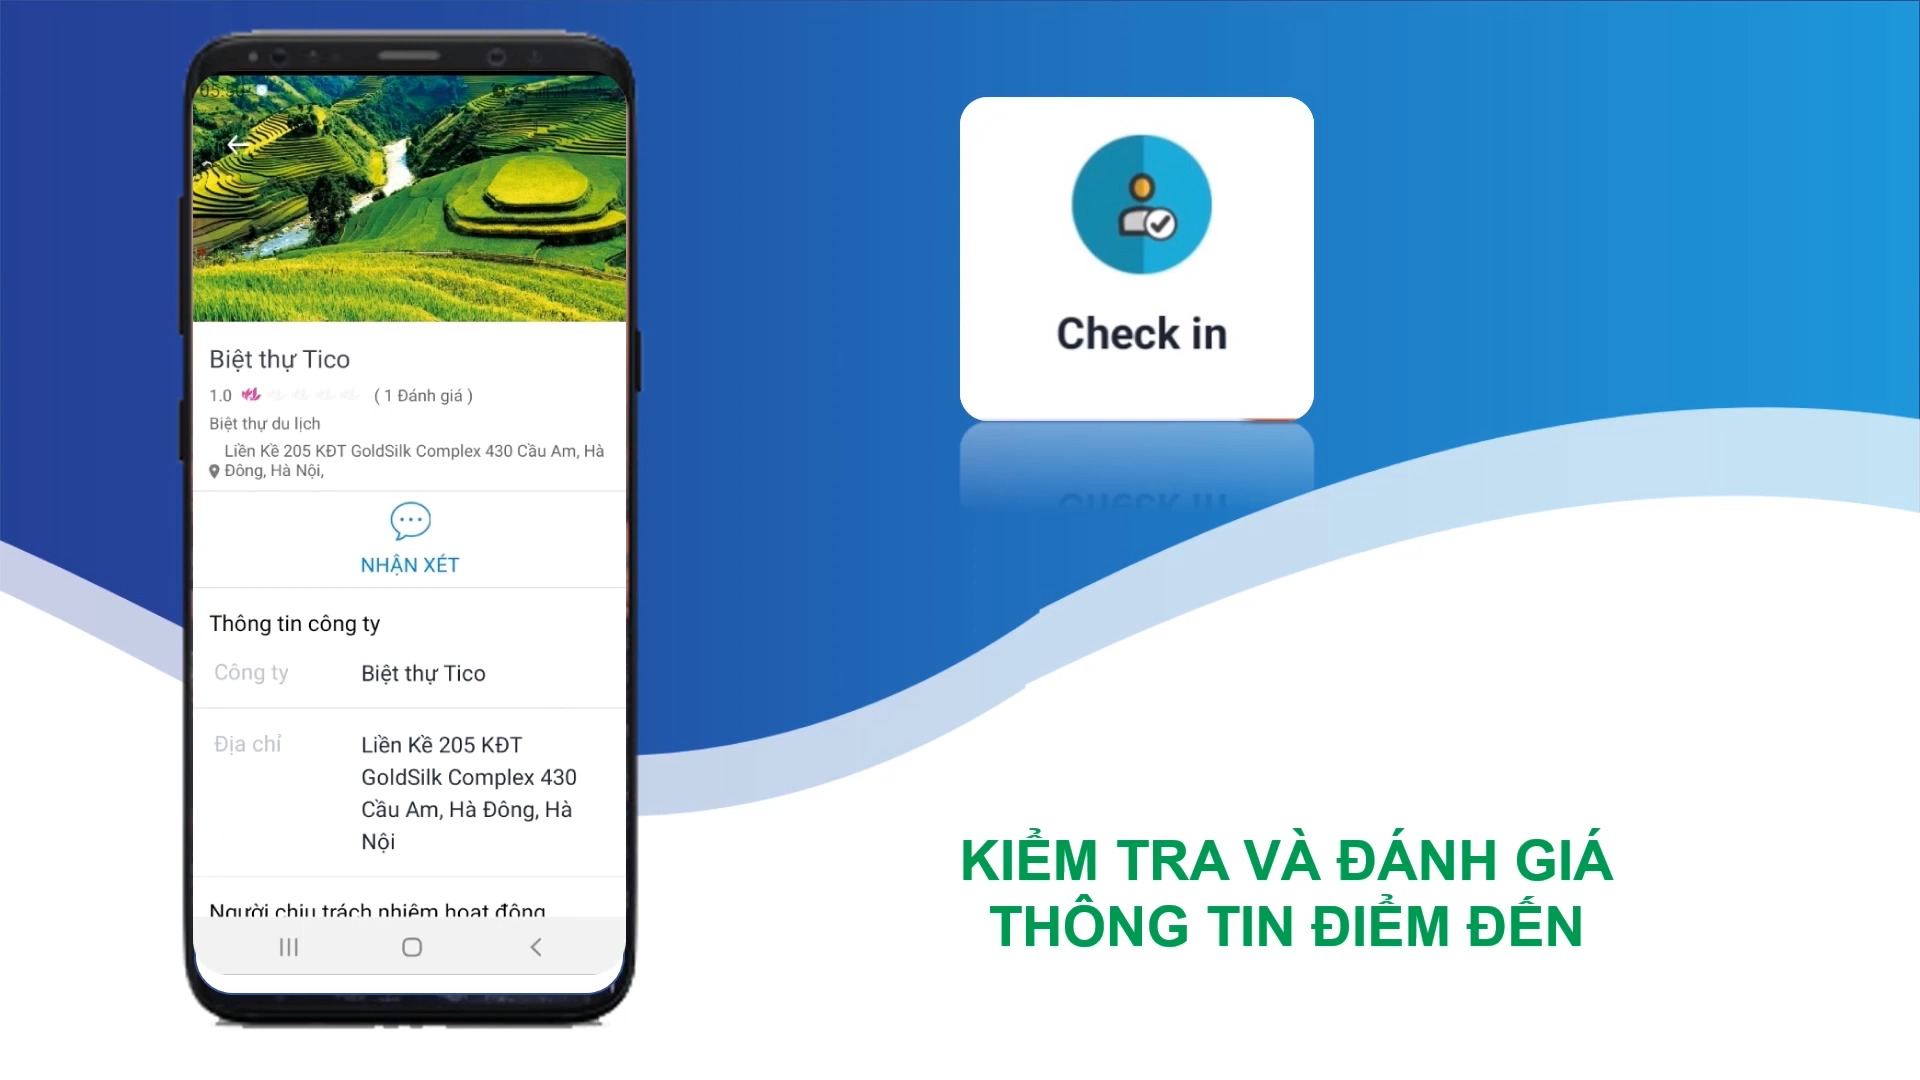 05:50
Biệt thự Tico
1.0 ( 1 Đánh giá )
Biệt thự du lịch
Liền Kề 205 KĐT GoldSilk Complex 430 Cầu Am, Hà
Đông, Hà Nội,
NHẬN XÉT
Thông tin công ty
Công ty Biệt thự Tico
Địa chỉ Liền Kề 205 KĐT
GoldSilk Complex 430
Cầu Am, Hà Đông, Hà
Nội
Người chịu trách nhiệm hoạt động
Check in
KIỂM TRA VÀ ĐÁNH GIÁ
THÔNG TIN ĐIỂM ĐẾN